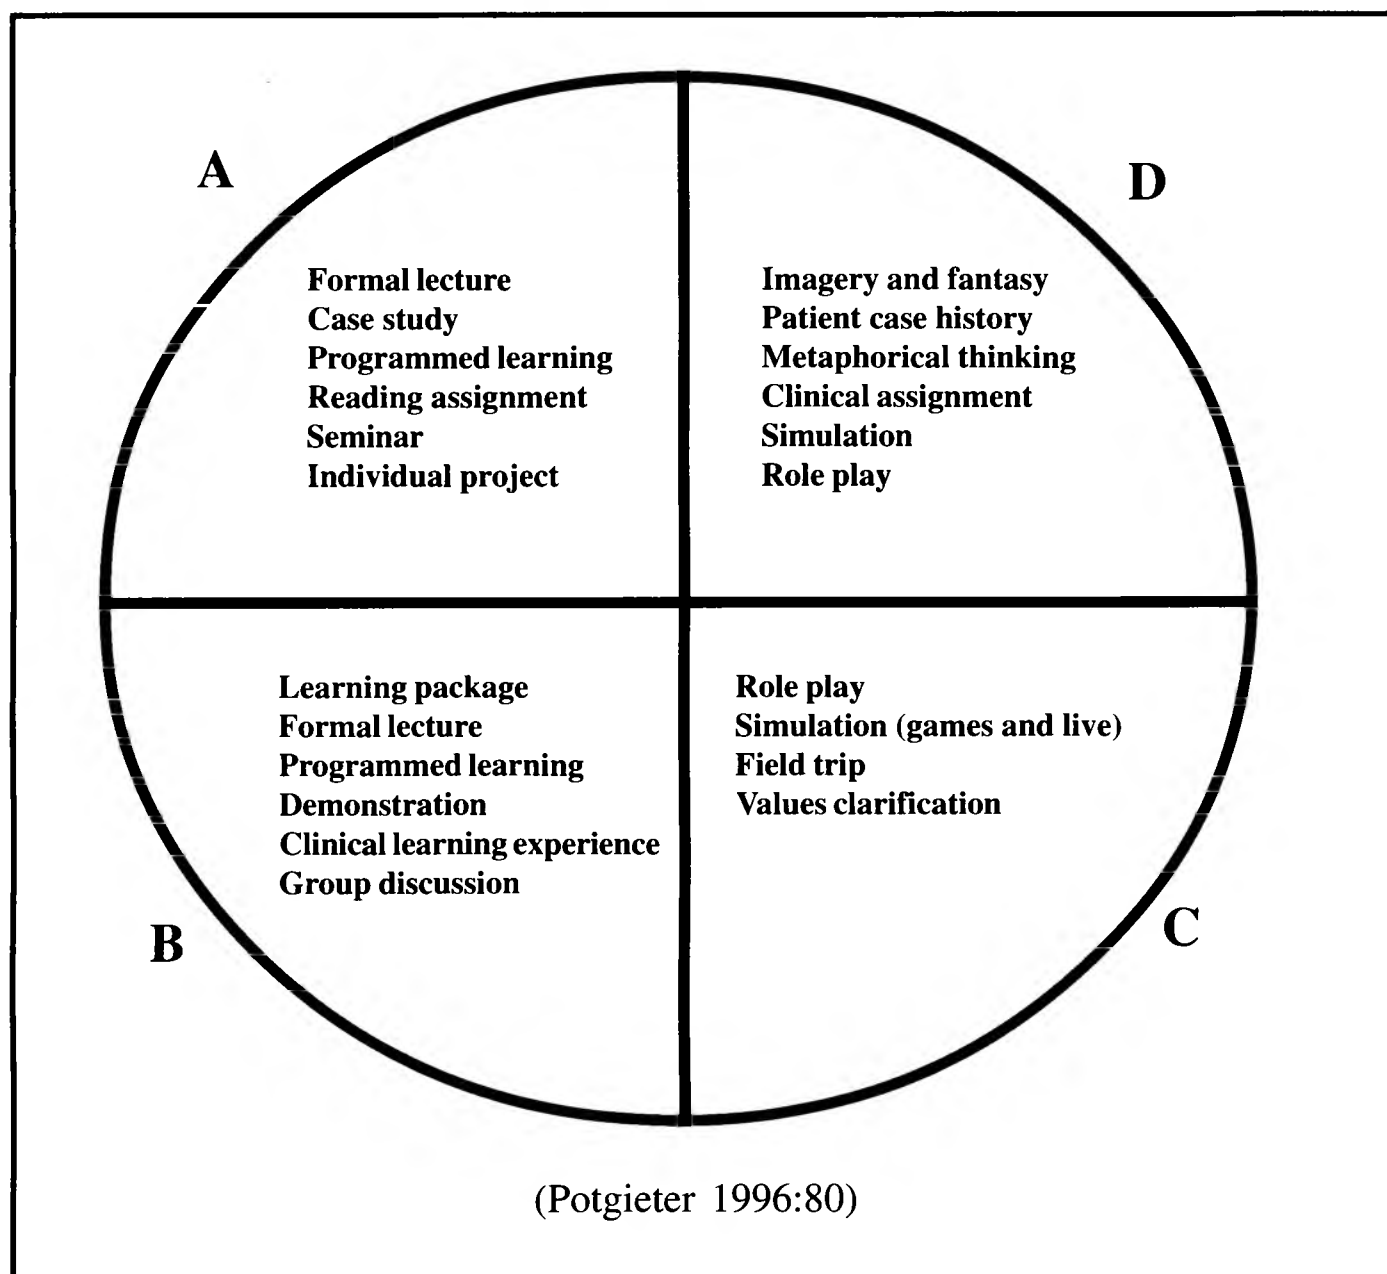 A
Formal lecture
Case study
Programmed learning
Reading assignment
Seminar
Individual project
D
Imagery and fantasy
Patient case history
Metaphorical thinking
Clinical assignment
Simulation
Role play
B
Learning package
Formal lecture
Programmed learning
Demonstration
Clinical learning experience
Group discussion
C
Role play
Simulation (games and live)
Field trip
Values clarification
(Potgieter 1996:80)